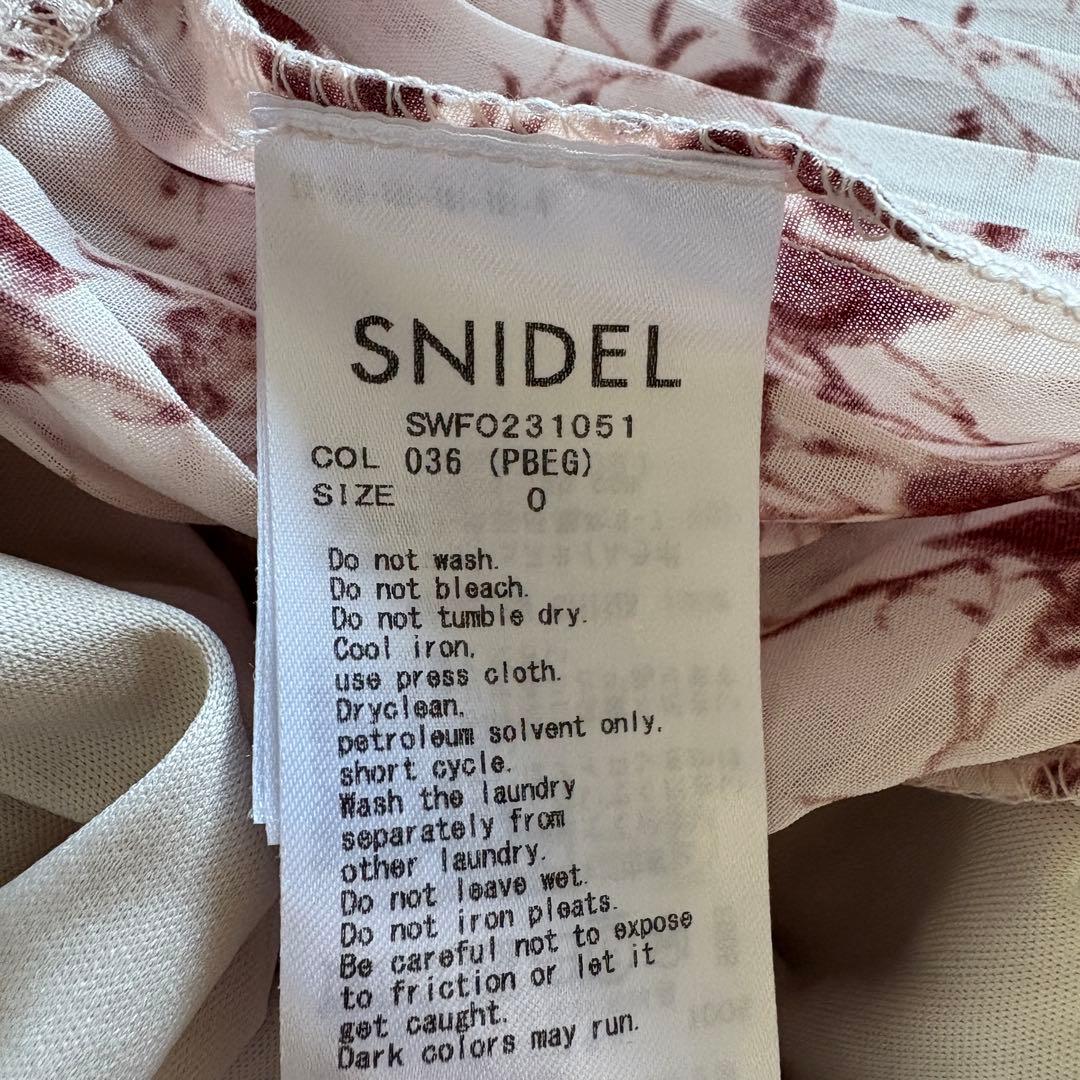 SNIDEL
SWFO231051
COL 036 (PBEG)
SIZE 0
Do not wash.
Do not bleach.
Do not tumble dry.
Cool iron.
use press cloth.
Dryclean.
petroleum solvent only.
short cycle.
Wash the laundry
separately from
other laundry.
Do not leave wet.
Do not iron pleats.
Be careful not to expose
to friction or let it
get caught.
Dark colors may run.